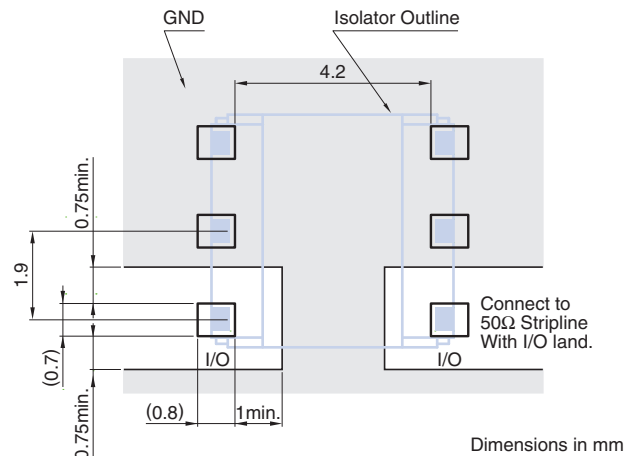 GND
Isolator Outline
4.2
0.75min.
1.9
(0.7)
0.75min.
(0.8)
1min.
I/O
I/O
Connect to
50Ω Stripline
With I/O land.
Dimensions in mm